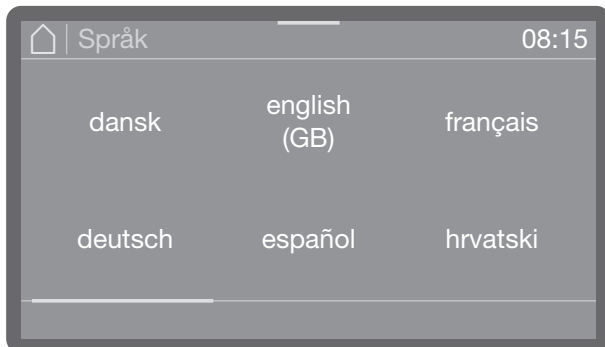 Språk 08:15
dansk
english
(GB)
français
deutsch español hrvatski